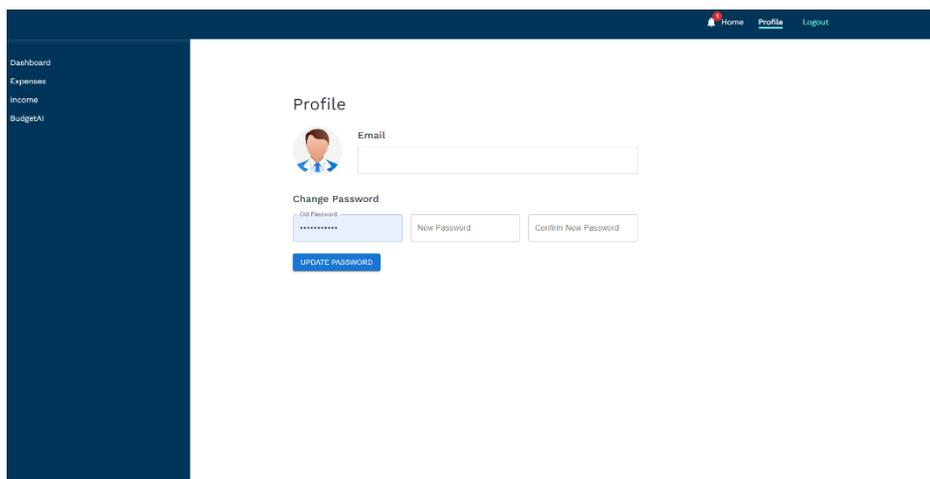 1
Home Profile Logout
Dashboard
Expenses
Income
BudgetAI
Profile
Email
Change Password
Old Password
•••••••••••
New Password
Confirm New Password
UPDATE PASSWORD